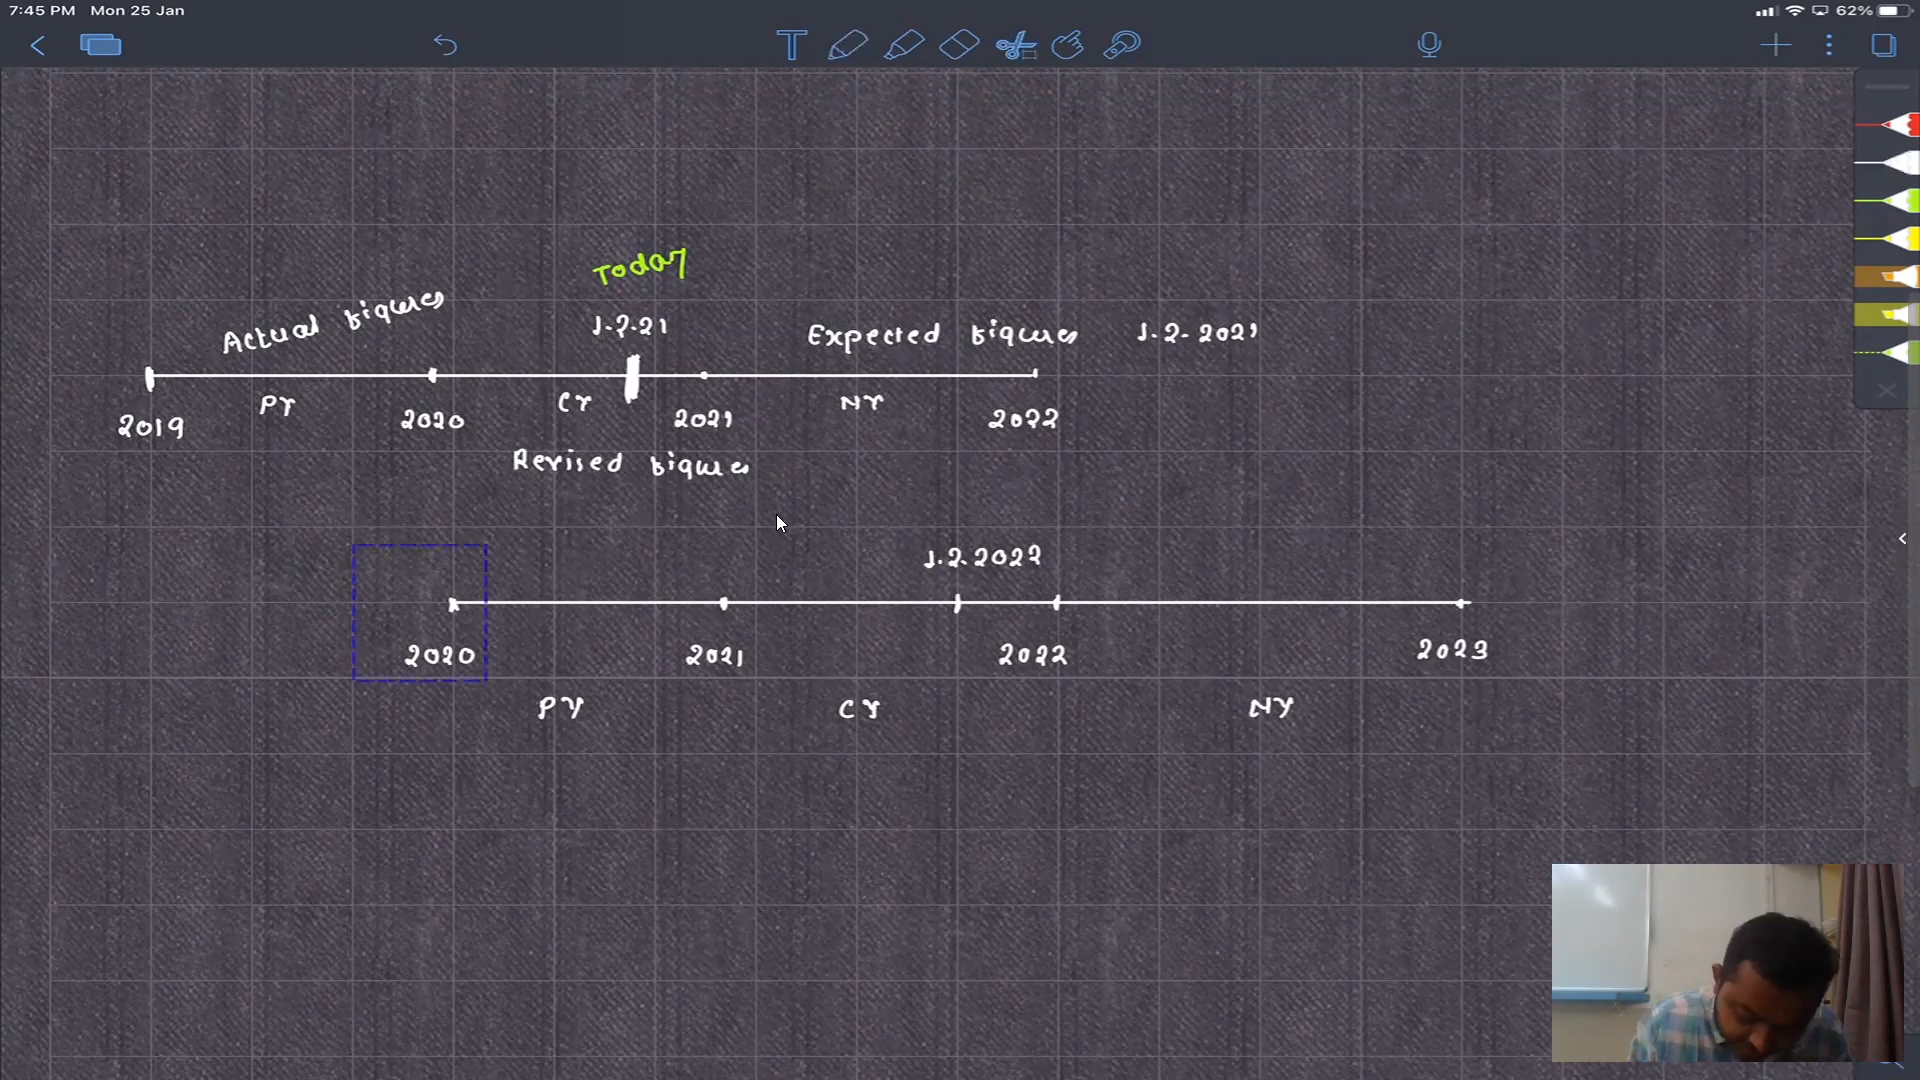 7:45 PM Mon 25 Jan
62%
Today
Actual figures
1.2.21
Expected figures 1.2.2021
PY
CY
NY
2019
2020
2021
2022
Revised figures
1.2.2022
2020
2021
2022
2023
PY
CY
NY